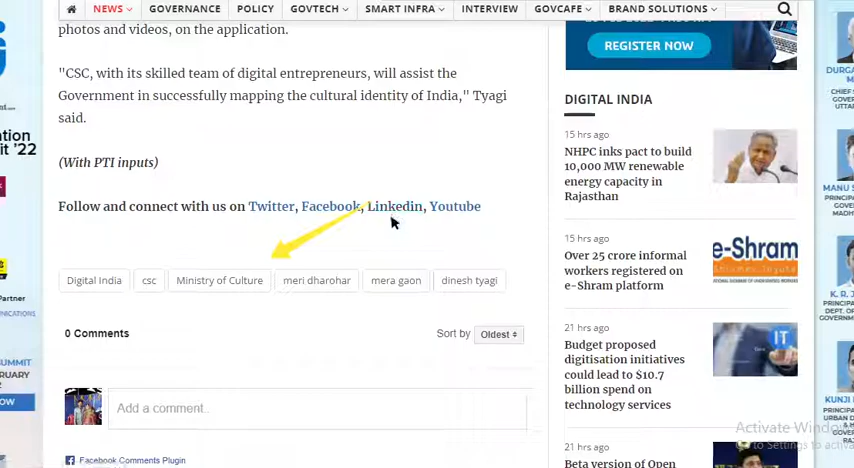 NEWS GOVERNANCE POLICY GOVTECH SMART INFRA INTERVIEW GOVCAFE BRAND SOLUTIONS
photos and videos, on the application.
"CSC, with its skilled team of digital entrepreneurs, will assist the
Government in successfully mapping the cultural identity of India," Tyagi
said.
(With PTI inputs)
Follow and connect with us on Twitter, Facebook, Linkedin, Youtube
Digital India csc Ministry of Culture meri dharohar mera gaon dinesh tyagi
0 Comments Sort by Oldest
Add a comment..
Facebook Comments Plugin
REGISTER NOW
DIGITAL INDIA
15 hrs ago
NHPC inks pact to build
10,000 MW renewable
energy capacity in
Rajasthan
15 hrs ago
Over 25 crore informal
workers registered on
e-Shram platform
e-Shram
21 hrs ago
Budget proposed
digitisation initiatives
could lead to $10.7
billion spend on
technology services
IT
21 hrs ago
Beta version of Open
Activate Window
to Settings to activa